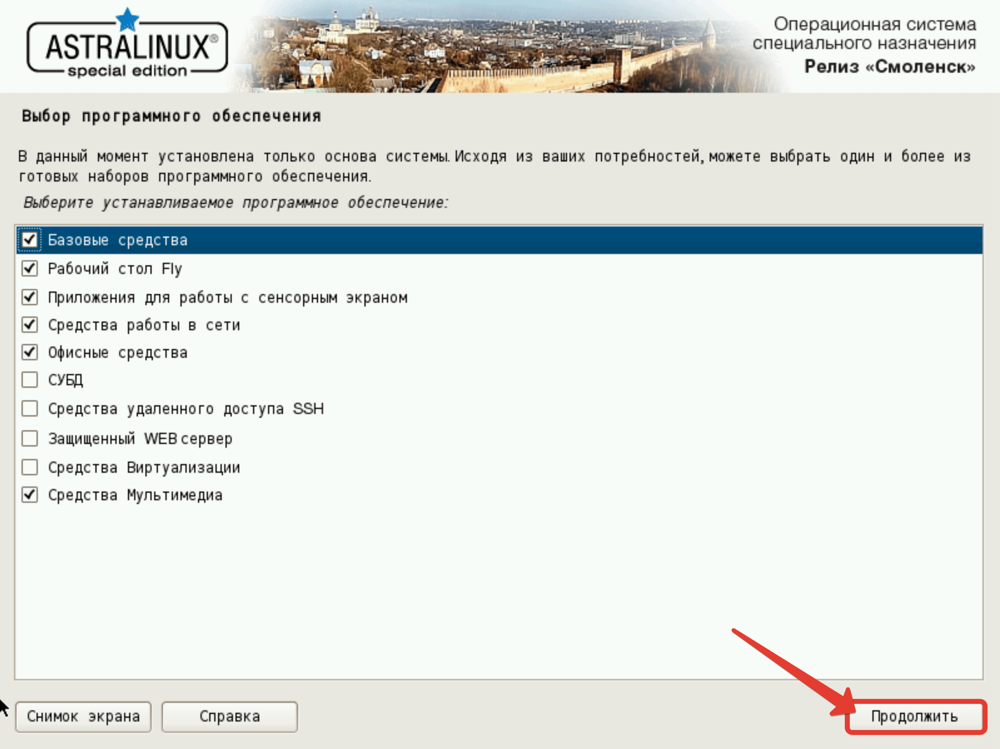 ASTRALINUX®
special edition
Операционная система
специального назначения
Релиз «Смоленск»
Выбор программного обеспечения
В данный момент установлена только основа системы. Исходя из ваших потребностей, можете выбрать один и более из
готовых наборов программного обеспечения.
Выберите устанавливаемое программное обеспечение:
Базовые средства
Рабочий стол Fly
Приложения для работы с сенсорным экраном
Средства работы в сети
Офисные средства
СУБД
Средства удаленного доступа SSH
Защищенный WEB сервер
Средства Виртуализации
Средства Мультимедиа
Снимок экрана
Справка
Продолжить